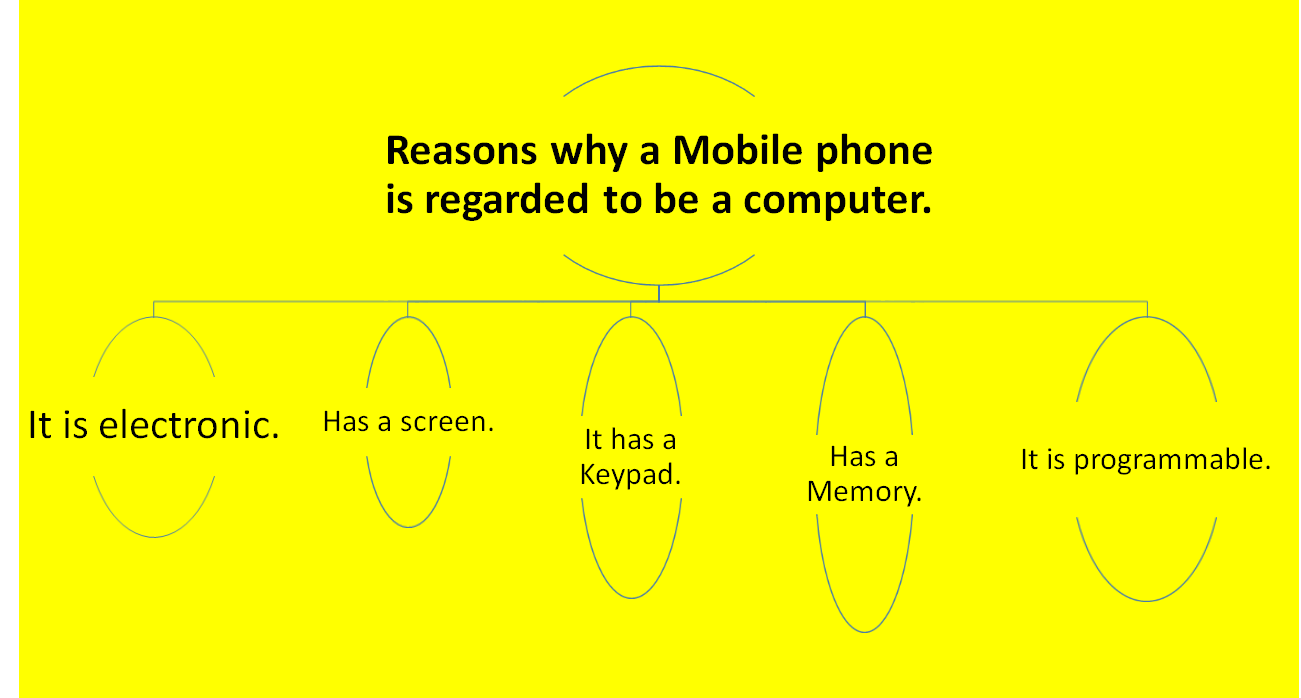 Reasons why a Mobile phone
is regarded to be a computer.
It is electronic.
Has a screen.
It has a
Keypad.
Has a
Memory.
It is programmable.